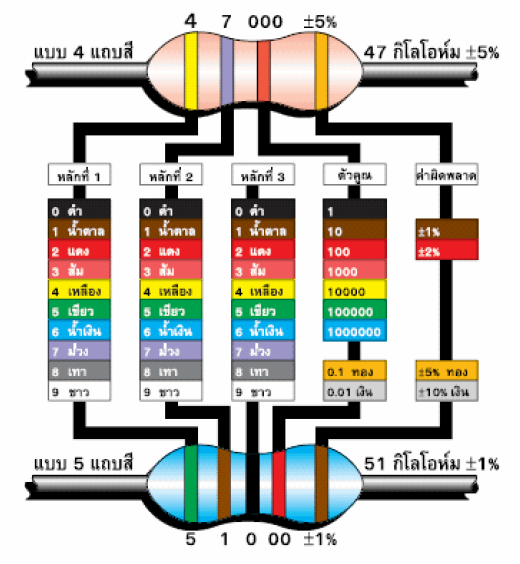 4 7 000 ±5%
แบบ 4 แถบสี
47 กิโลโอห์ม ±5%
หลักที่ 1
0 ดำ
1 น้ำตาล
2 แดง
3 ส้ม
4 เหลือง
5 เขียว
6 น้ำเงิน
7 ม่วง
8 เทา
9 ขาว
หลักที่ 2
0 ดำ
1 น้ำตาล
2 แดง
3 ส้ม
4 เหลือง
5 เขียว
6 น้ำเงิน
7 ม่วง
8 เทา
9 ขาว
หลักที่ 3
0 ดำ
1 น้ำตาล
2 แดง
3 ส้ม
4 เหลือง
5 เขียว
6 น้ำเงิน
7 ม่วง
8 เทา
9 ขาว
ตัวคูณ
1
10
100
1000
10000
100000
1000000
0.1 ทอง
0.01 เงิน
ค่าผิดพลาด
±1%
±2%
±5% ทอง
±10% เงิน
แบบ 5 แถบสี
51 กิโลโอห์ม ±1%
5 1 0 00 ±1%